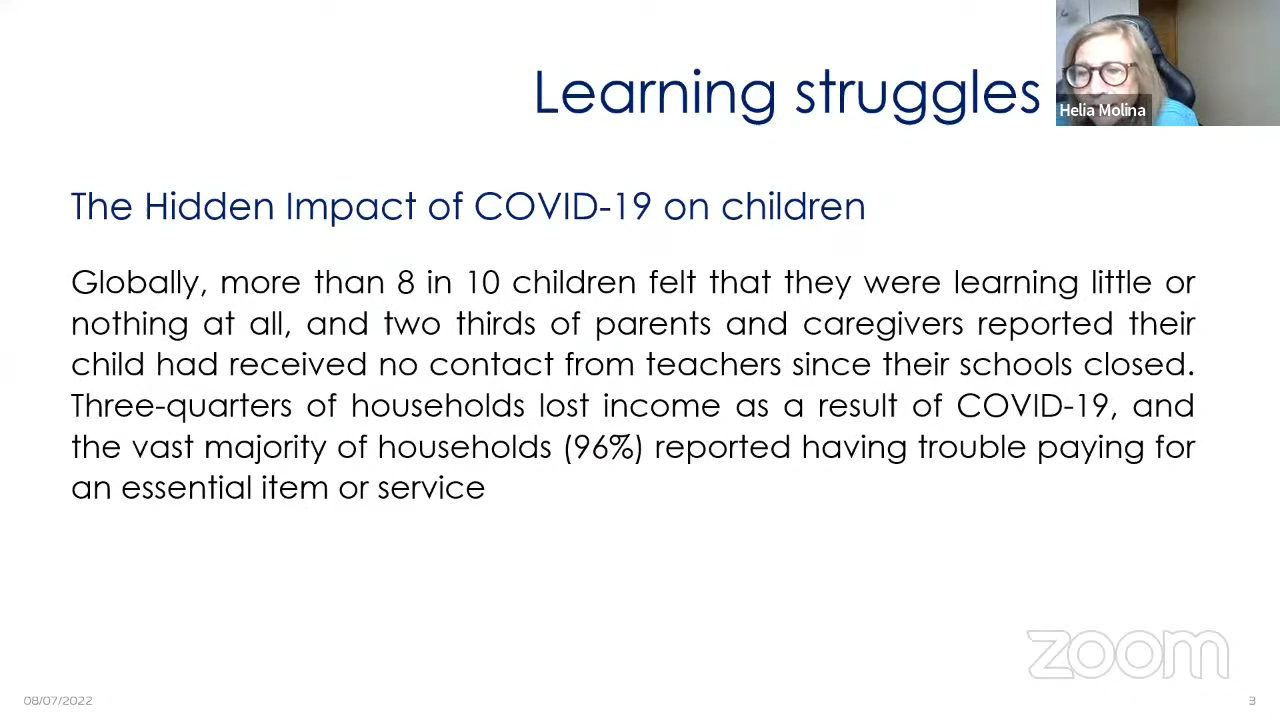 Learning struggles
Helia Molina
The Hidden Impact of COVID-19 on children
Globally, more than 8 in 10 children felt that they were learning little or
nothing at all, and two thirds of parents and caregivers reported their
child had received no contact from teachers since their schools closed.
Three-quarters of households lost income as a result of COVID-19, and
the vast majority of households (96%) reported having trouble paying for
an essential item or service
zoom
08/07/2022
3